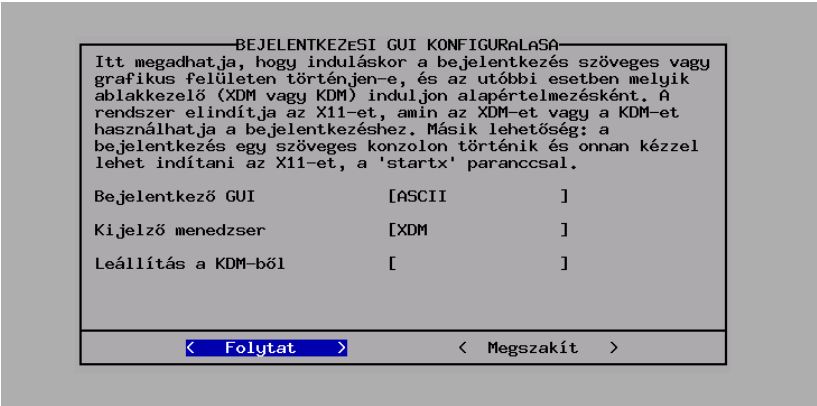 BEJELENTKEZeSI GUI KONFIGURaLaSA
Itt megadhatja, hogy induláskor a bejelentkezés szöveges vagy
grafikus felületen történjen-e, és az utóbbi esetben melyik
ablakkezelő (XDM vagy KDM) induljon alapértelmezésként. A
rendszer elindítja az X11-et, amin az XDM-et vagy a KDM-et
használhatja a bejelentkezéshez. Másik lehetőség: a
bejelentkezés egy szöveges konzolon történik és onnan kézzel
lehet indítani az X11-et, a 'startx' paranccsal.
Bejelentkező GUI [ASCII ]
Kijelző menedzser [XDM ]
Leállítás a KDM-ből [ ]
< Folytat > < Megszakít >